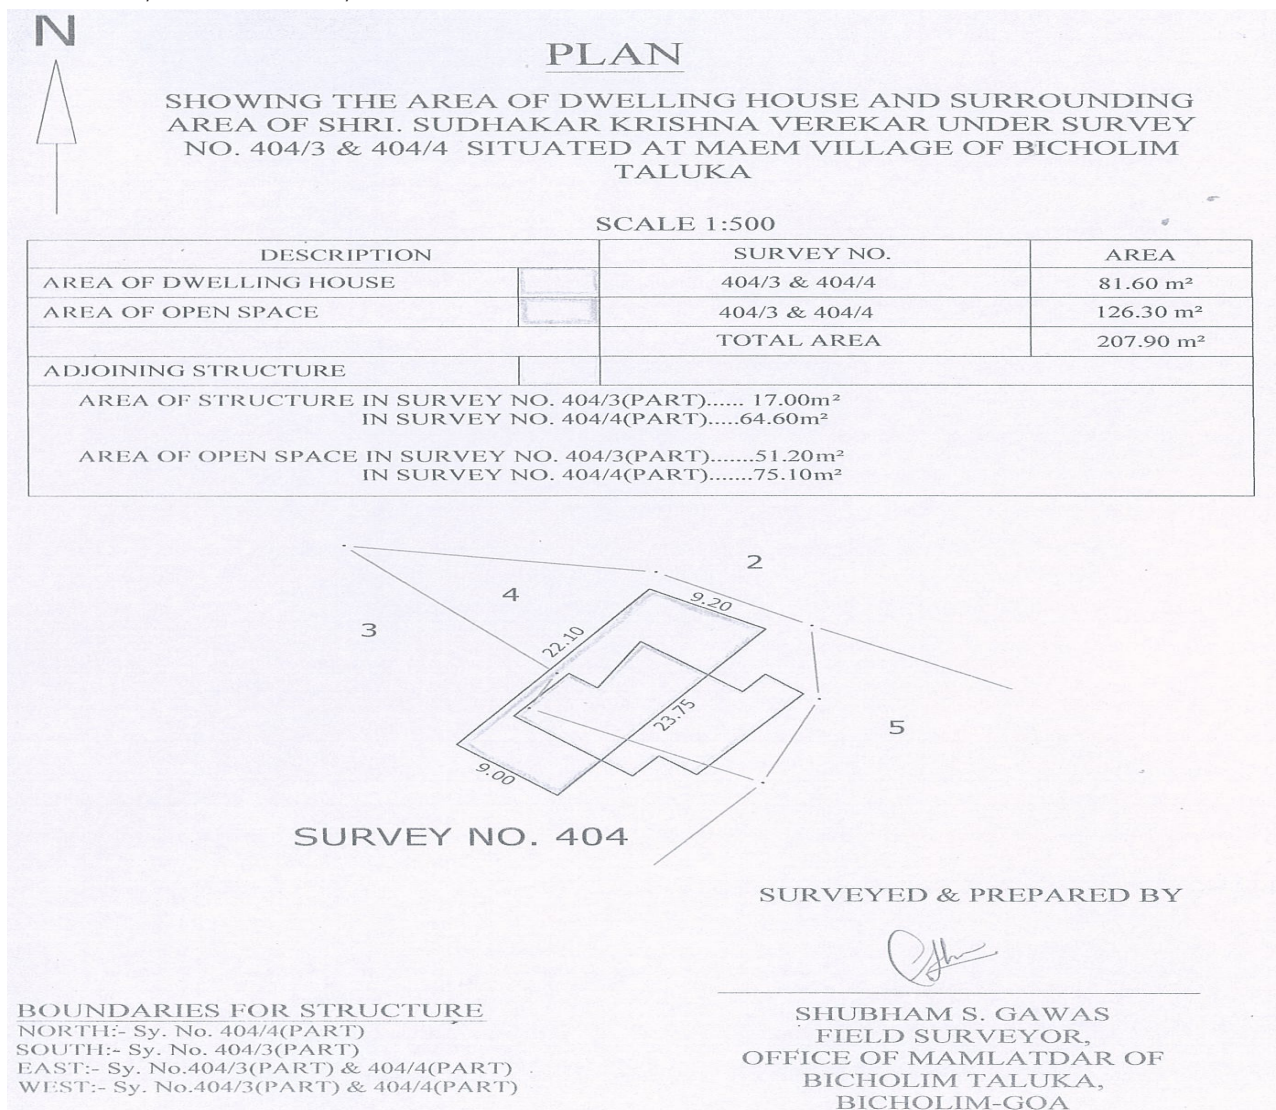 N
PLAN
SHOWING THE AREA OF DWELLING HOUSE AND SURROUNDING
AREA OF SHRI. SUDHAKAR KRISHNA VEREKAR UNDER SURVEY
NO. 404/3 & 404/4 SITUATED AT MAEM VILLAGE OF BICHOLIM
TALUKA
SCALE 1:500
DESCRIPTION SURVEY NO. AREA
AREA OF DWELLING HOUSE 404/3 & 404/4 81.60 m²
AREA OF OPEN SPACE 404/3 & 404/4 126.30 m²
TOTAL AREA 207.90 m²
ADJOINING STRUCTURE
AREA OF STRUCTURE IN SURVEY NO. 404/3(PART)...... 17.00m²
IN SURVEY NO. 404/4(PART).....64.60m²
AREA OF OPEN SPACE IN SURVEY NO. 404/3(PART).......51.20m²
IN SURVEY NO. 404/4(PART).......75.10m²
2
4
9.20
3
22.10
23.75
5
9.00
SURVEY NO. 404
SURVEYED & PREPARED BY
BOUNDARIES FOR STRUCTURE
NORTH:- Sy. No. 404/4(PART)
SOUTH:- Sy. No. 404/3(PART)
EAST:- Sy. No.404/3(PART) & 404/4(PART)
WEST:- Sy. No.404/3(PART) & 404/4(PART)
SHUBHAM S. GAWAS
FIELD SURVEYOR,
OFFICE OF MAMLATDAR OF
BICHOLIM TALUKA,
BICHOLIM-GOA